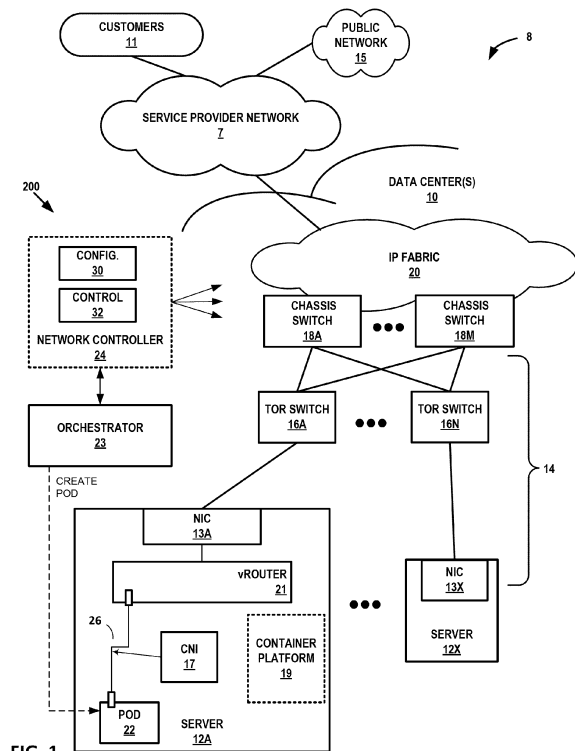 CUSTOMERS
11
PUBLIC
NETWORK
15
8
SERVICE PROVIDER NETWORK
7
200
DATA CENTER(S)
10
CONFIG.
30
CONTROL
32
NETWORK CONTROLLER
24
IP FABRIC
20
CHASSIS
SWITCH
18A
CHASSIS
SWITCH
18M
ORCHESTRATOR
23
TOR SWITCH
16A
TOR SWITCH
16N
14
CREATE
POD
NIC
13A
vROUTER
21
NIC
13X
SERVER
12X
26
CNI
17
CONTAINER
PLATFORM
19
POD
22
SERVER
12A
FIG. 1